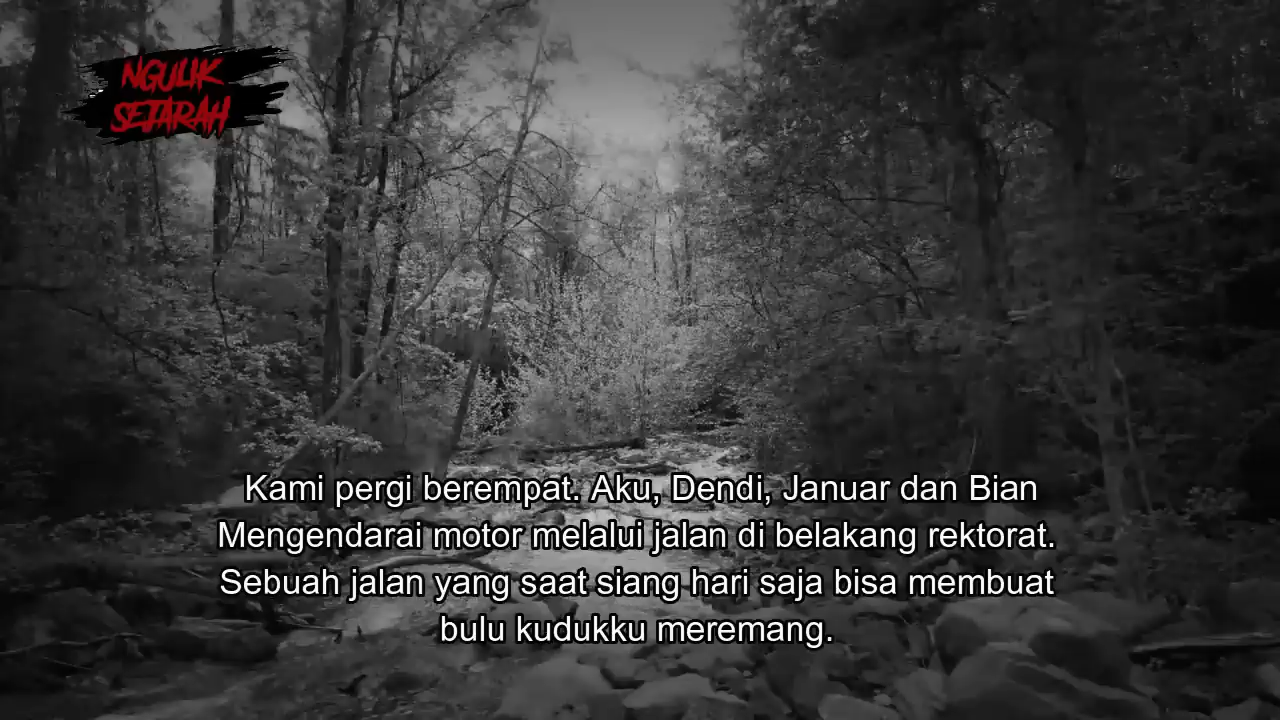 NGULIK
SEJARAH
Kami pergi berempat. Aku, Dendi, Januar dan Bian
Mengendarai motor melalui jalan di belakang rektorat.
Sebuah jalan yang saat siang hari saja bisa membuat
bulu kudukku meremang.